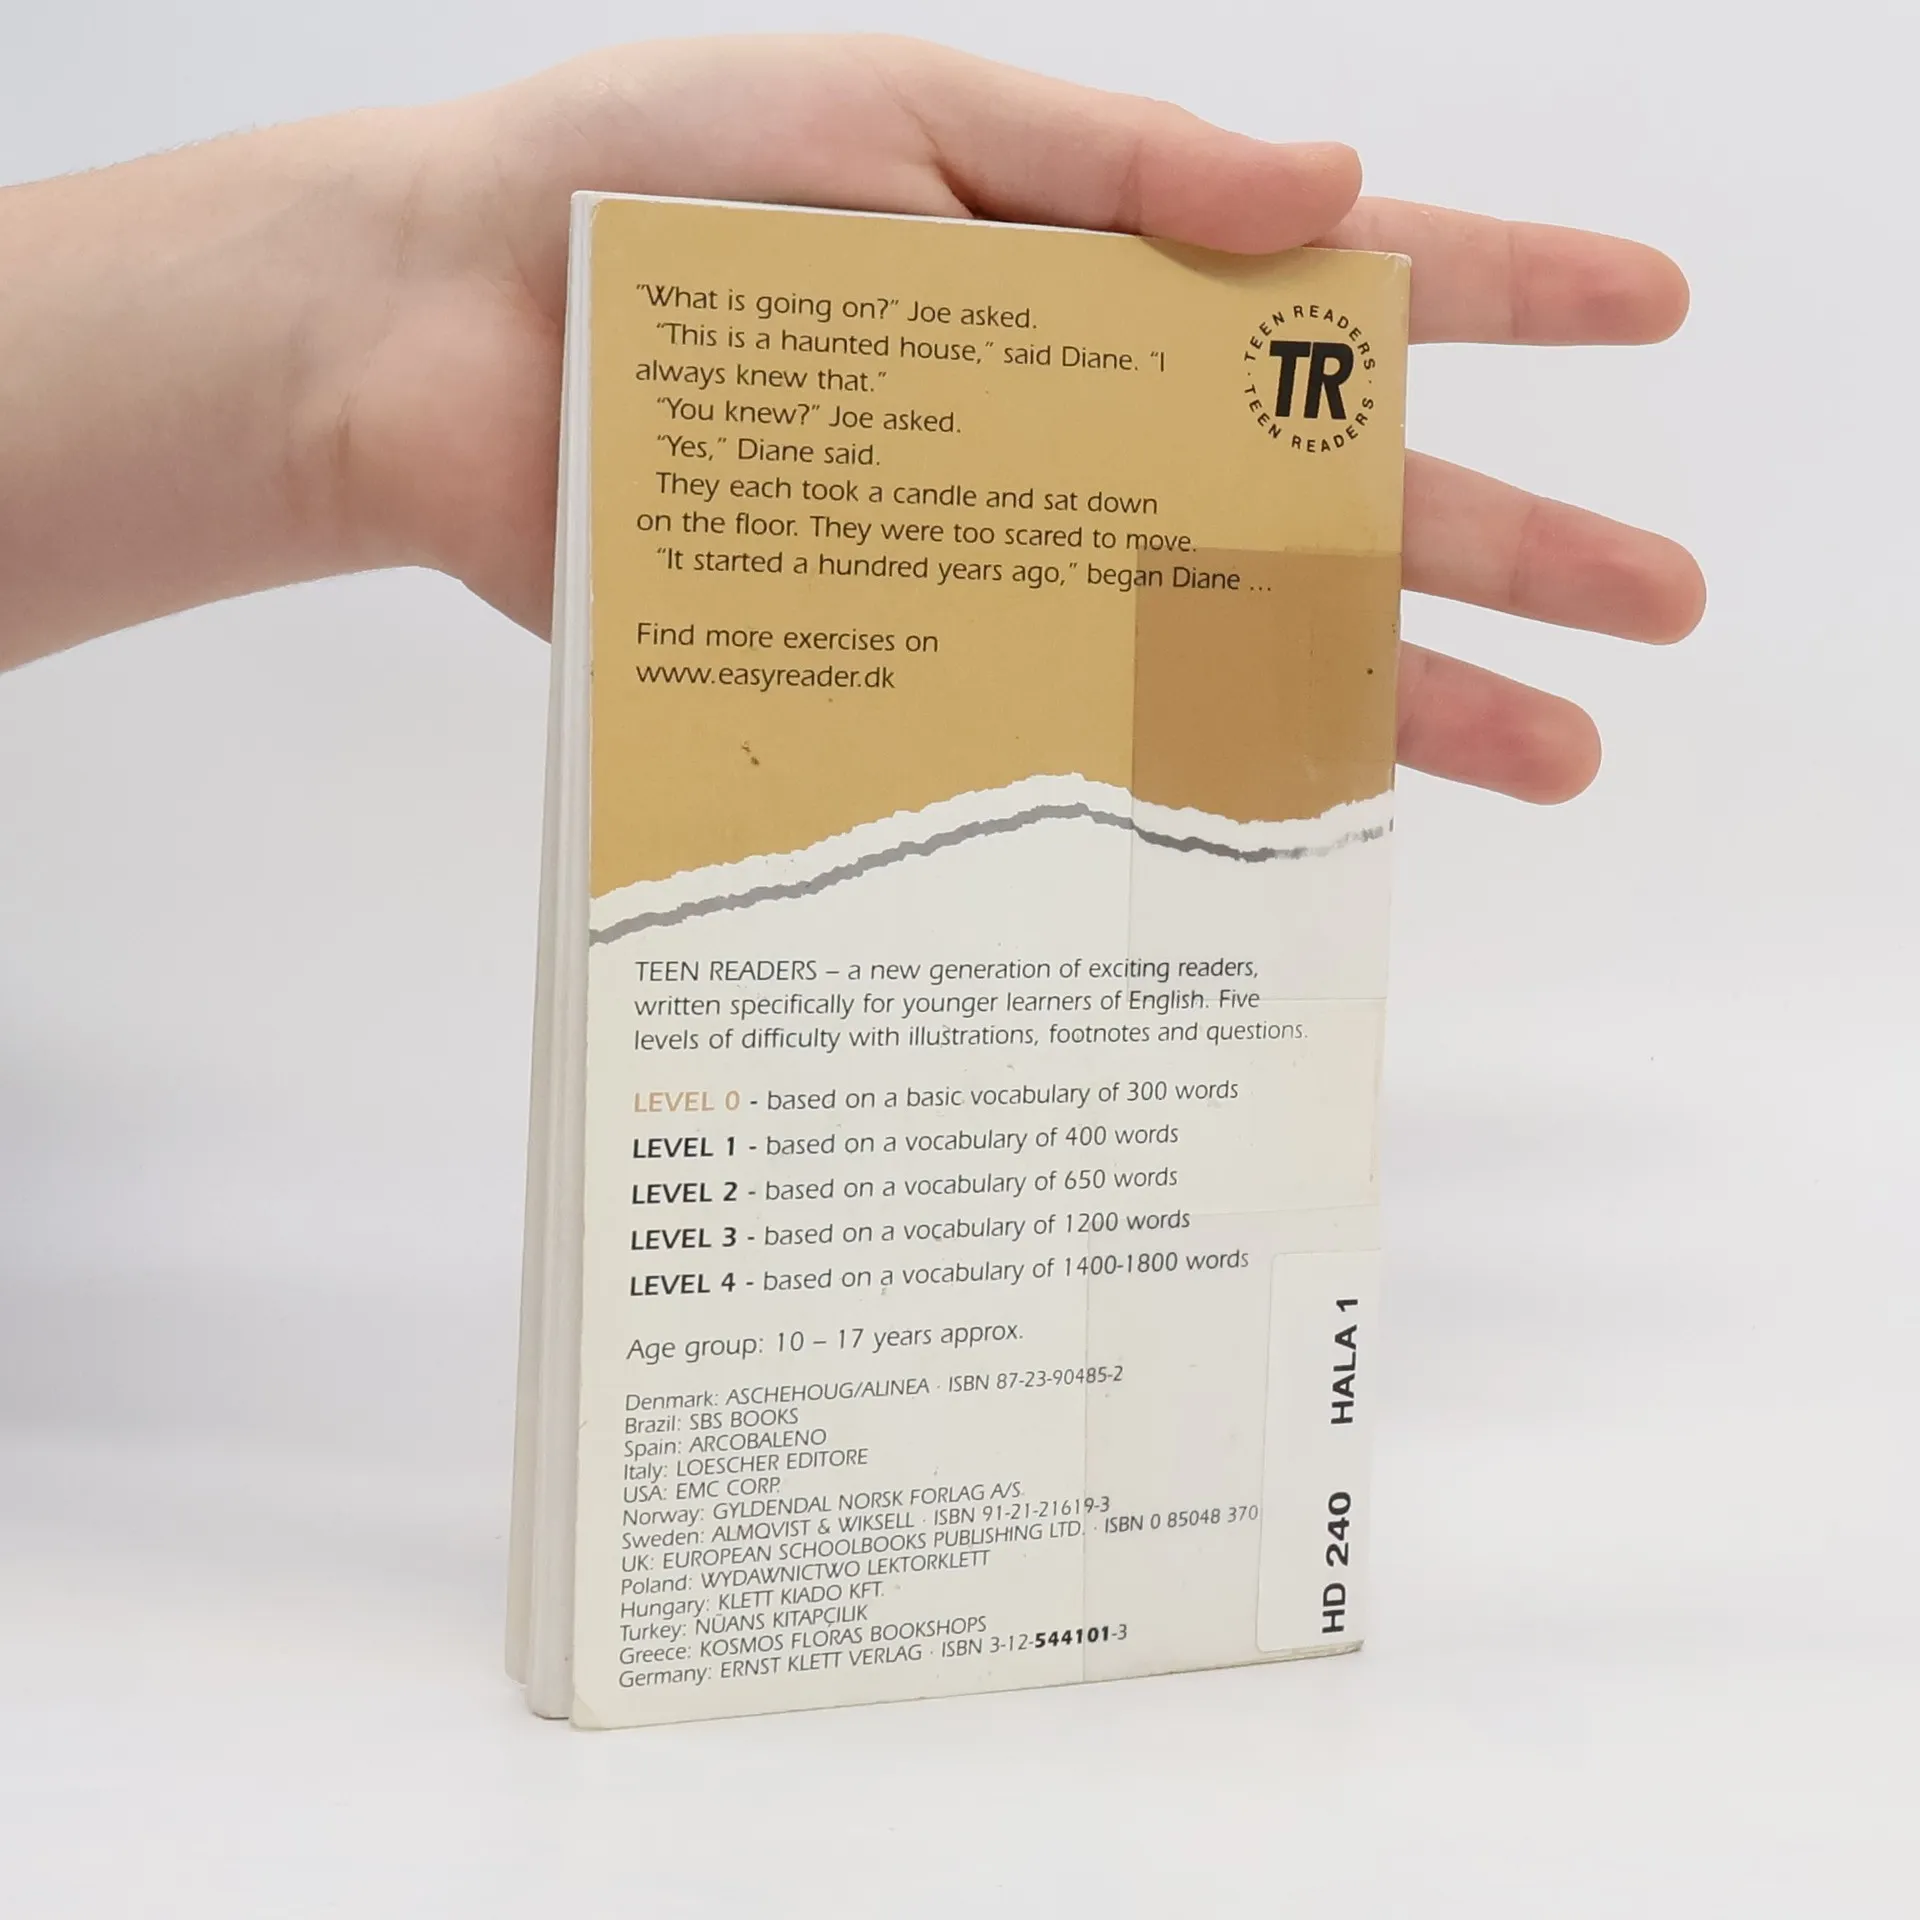 "What is going on?" Joe asked.
"This is a haunted house," said Diane. "I
always knew that."
"You knew?" Joe asked.
"Yes," Diane said.
They each took a candle and sat down
on the floor. They were too scared to move.
"It started a hundred years ago," began Diane ...
· TEEN READERS · TEEN READERS
TR
Find more exercises on
www.easyreader.dk
TEEN READERS – a new generation of exciting readers,
written specifically for younger learners of English. Five
levels of difficulty with illustrations, footnotes and questions.
LEVEL 0 - based on a basic vocabulary of 300 words
LEVEL 1 - based on a vocabulary of 400 words
LEVEL 2 - based on a vocabulary of 650 words
LEVEL 3 - based on a vocabulary of 1200 words
LEVEL 4 - based on a vocabulary of 1400-1800 words
Age group: 10 – 17 years approx.
Denmark: ASCHEHOUG/ALINEA · ISBN 87-23-90485-2
Brazil: SBS BOOKS
Spain: ARCOBALENO
Italy: LOESCHER EDITORE
USA: EMC CORP.
Norway: GYLDENDAL NORSK FORLAG A/S.
Sweden: ALMQVIST & WIKSELL · ISBN 91-21-21619-3
UK: EUROPEAN SCHOOLBOOKS PUBLISHING LTD. · ISBN 0 85048 370
Poland: WYDAWNICTWO LEKTORKLETT
Hungary: KLETT KIADO KFT.
Turkey: NÜANS KITAPÇILIK
Greece: KOSMOS FLORAS BOOKSHOPS
Germany: ERNST KLETT VERLAG · ISBN 3-12-544101-3
HD 240 HALA 1